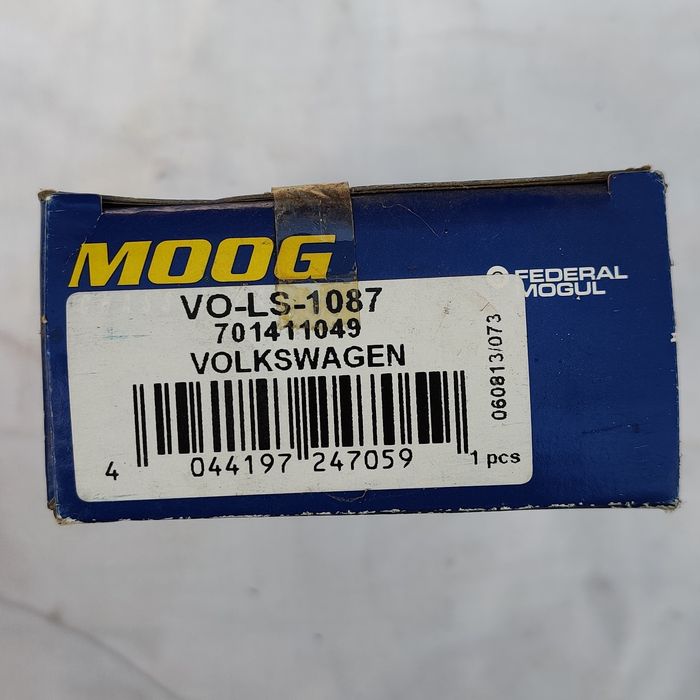 MOOG
FEDERAL
MOGUL
VO-LS-1087
701411049
VOLKSWAGEN
060813/073
4 044197 247059
1 pcs